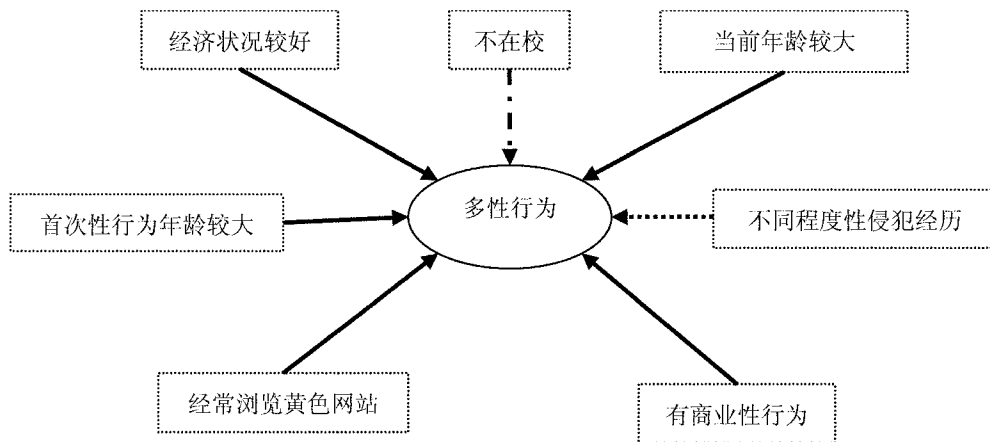 经济状况较好
不在校
当前年龄较大
多性行为
首次性行为年龄较大
不同程度性侵犯经历
经常浏览黄色网站
有商业性行为